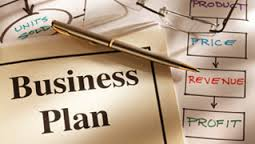 UNITS
SOLD
Business
Plan
PRODUCT
PRICE
REVENUE
PROFIT